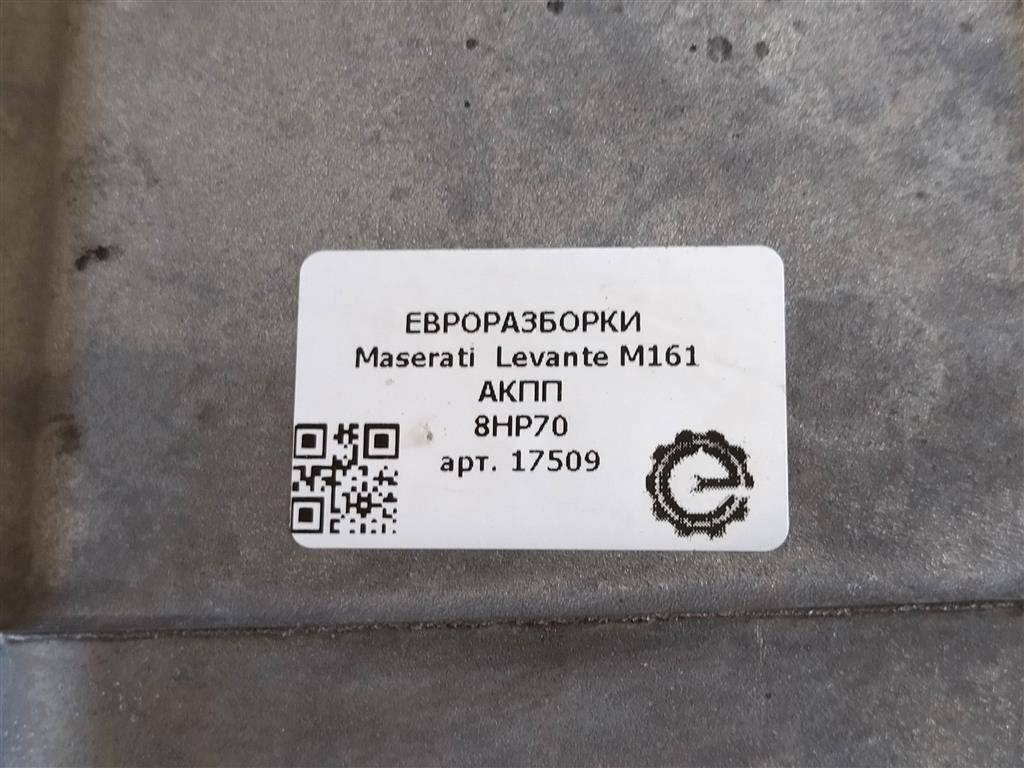 ЕВРОРАЗБОРКИ
Maserati Levante M161
АКПП
8HP70
арт. 17509